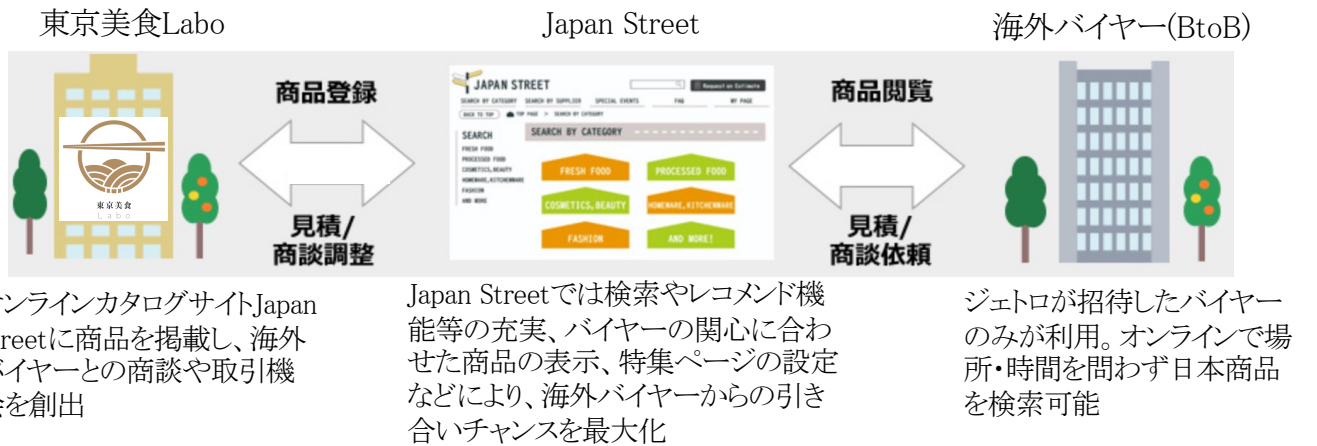 東京美食Labo
Japan Street
海外バイヤー(BtoB)
商品登録
見積/
商談調整
東京美食
Labo
JAPAN STREET
Request an Estimate
SEARCH BY CATEGORY
SEARCH BY SUPPLIER
SPECIAL EVENTS
FAQ
MY PAGE
BACK TO TOP
TOP PAGE > SEARCH BY CATEGORY
SEARCH
FRESH FOOD
PROCESSED FOOD
COSMETICS,BEAUTY
HOMEWARE,KITCHENWARE
FASHION
AND MORE
SEARCH BY CATEGORY
FRESH FOOD
PROCESSED FOOD
COSMETICS,BEAUTY
HOMEWARE,KITCHENWARE
FASHION
AND MORE!
商品閲覧
見積/
商談依頼
ンラインカタログサイトJapan
reetに商品を掲載し、海外
バイヤーとの商談や取引機
会を創出
Japan Streetでは検索やレコメンド機
能等の充実、バイヤーの関心に合わ
せた商品の表示、特集ページの設定
などにより、海外バイヤーからの引き
合いチャンスを最大化
ジェトロが招待したバイヤー
のみが利用。オンラインで場
所・時間を問わず日本商品
を検索可能